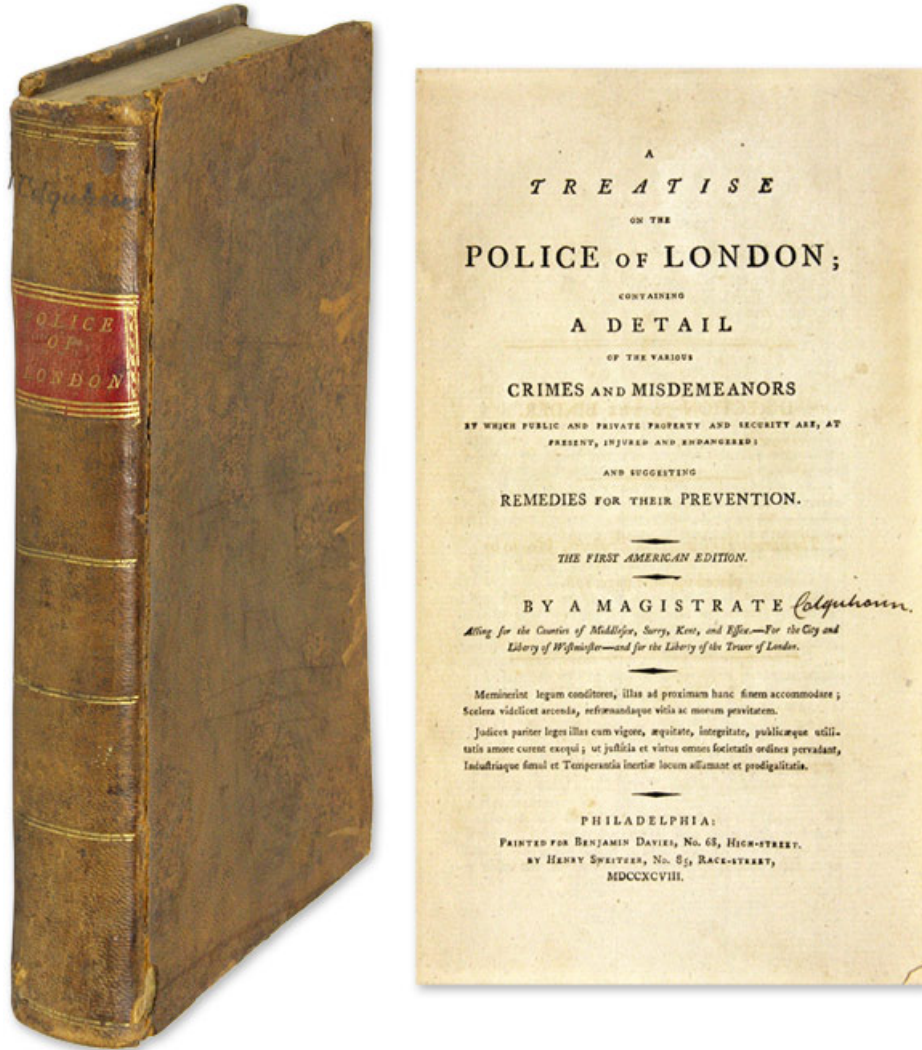 Colquhoun
POLICE
OF
LONDON
A
TREATISE
ON THE
POLICE OF LONDON;
CONTAINING
A DETAIL
OF THE VARIOUS
CRIMES AND MISDEMEANORS
BY WHICH PUBLIC AND PRIVATE PROPERTY AND SECURITY ARE, AT
PRESENT, INJURED AND ENDANGERED:
AND SUGGESTING
REMEDIES FOR THEIR PREVENTION.
THE FIRST AMERICAN EDITION.
BY A MAGISTRATE Colquhoun.
Acting for the Counties of Middleſex, Surry, Kent, and Eſſex.—For the City and
Liberty of Weſtminſter—and for the Liberty of the Tower of London.
Meminerint legum conditores, illas ad proximum hunc finem accommodare;
Scelera videlicet arcenda, refrænandaque vitia ac morum pravitatem.
Judices pariter leges illas cum vigore, æquitate, integritate, publicæque utili-
tatis amore curent exequi; ut juſtitia et virtus omnes ſocietatis ordines pervadant,
Induſtriaque ſimul et Temperantia inertiæ locum aſſumant et prodigalitatis.
PHILADELPHIA:
PRINTED FOR BENJAMIN DAVIES, No. 68, HIGH-STREET.
BY HENRY SWEITZER, No. 85, RACE-STREET,
MDCCXCVIII.